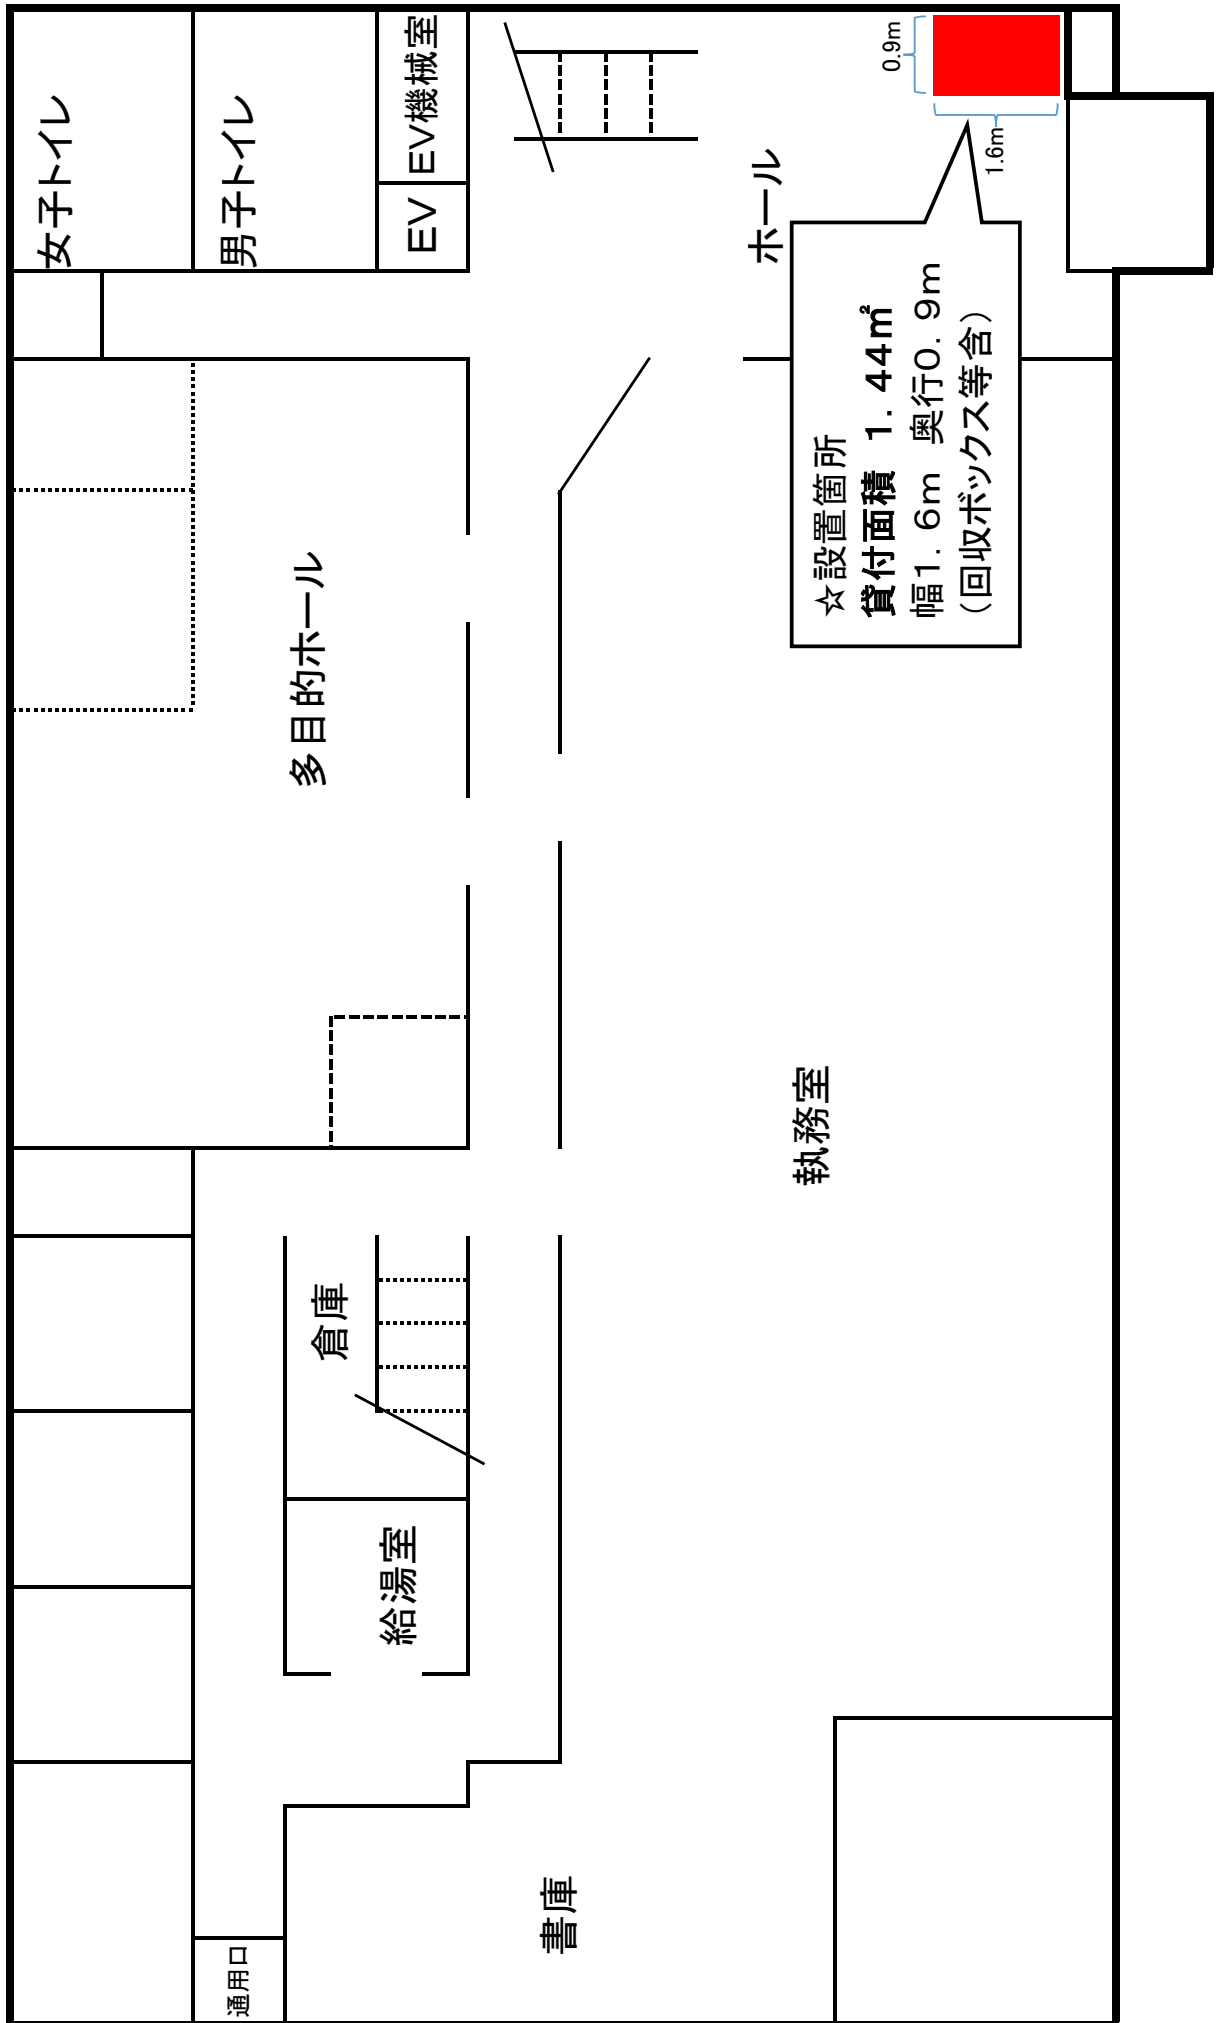 女子トイレ
男子トイレ
EV機械室
EV
ホール
0.9m
1.6m
☆設置箇所
貸付面積 1.44㎡
幅1.6m 奥行0.9m
(回収ボックス等含)
多目的ホール
執務室
倉庫
給湯室
書庫
通用口